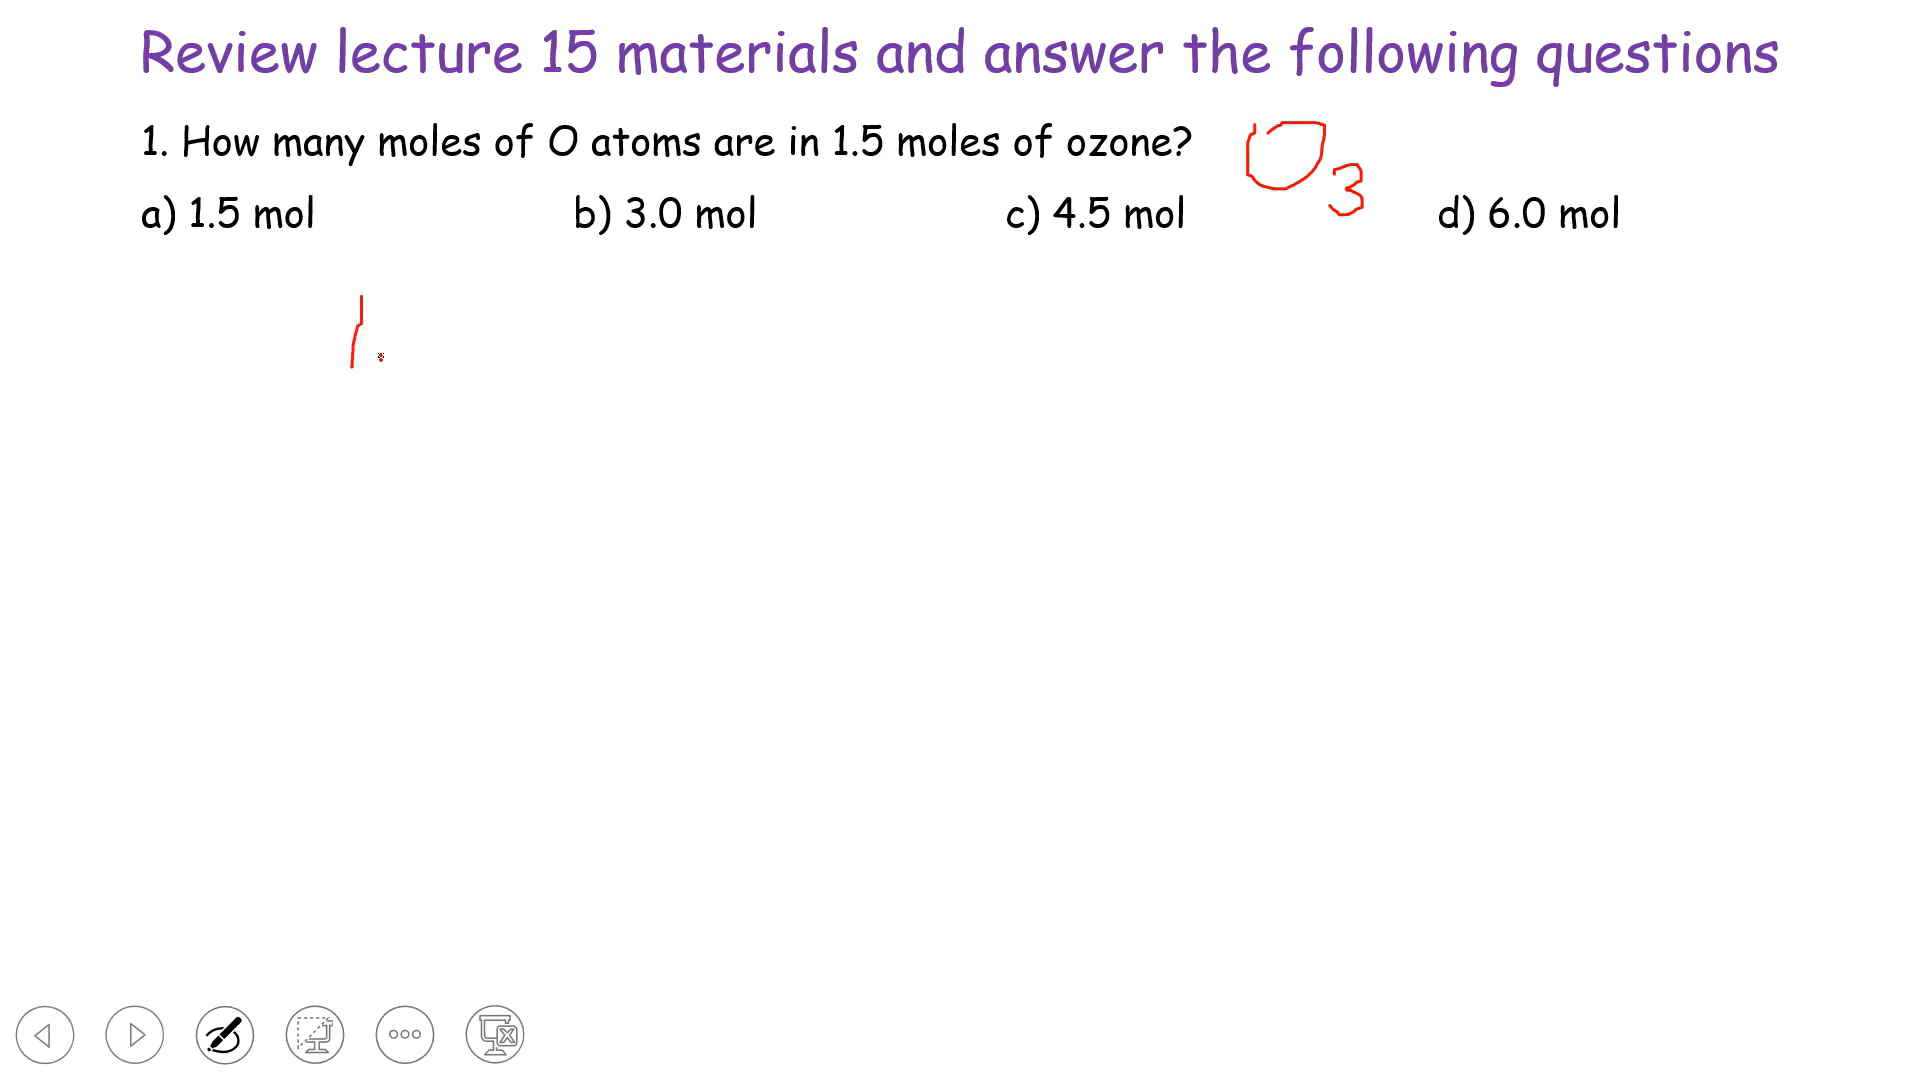 Review lecture 15 materials and answer the following questions
1. How many moles of O atoms are in 1.5 moles of ozone? O3
a) 1.5 mol b) 3.0 mol c) 4.5 mol d) 6.0 mol
1.